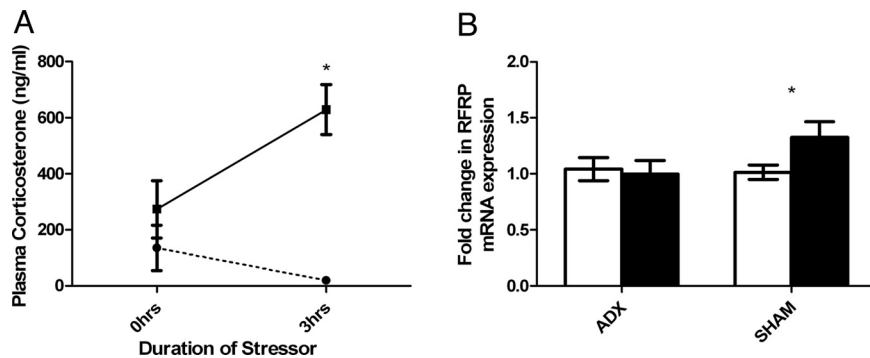 A
Plasma Corticosterone (ng/ml)
800
600
400
200
0
*
0hrs
3hrs
Duration of Stressor
B
Fold change in RFRP
mRNA expression
2.0
1.5
1.0
0.5
0.0
*
ADX
SHAM